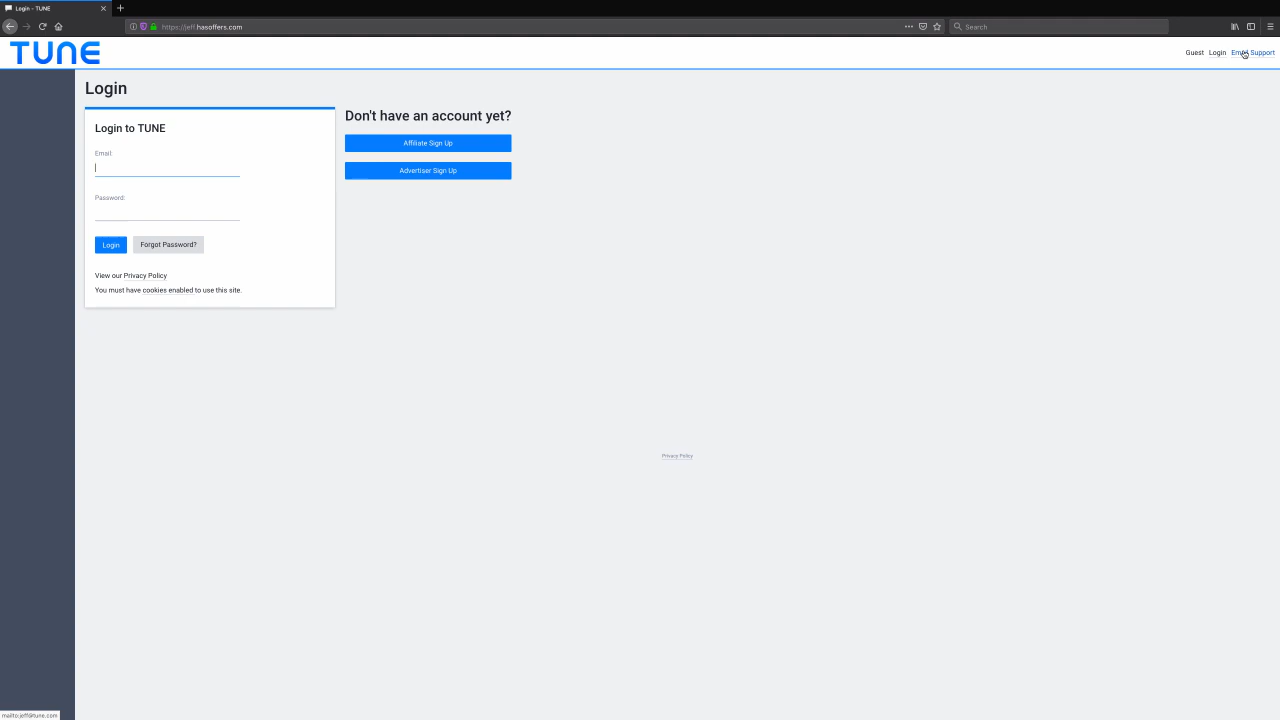 Login - TUNE
https://jeff.hasoffers.com
Search
TUNE
Guest Login Email Support
Login
Login to TUNE
Email:
Password:
Login Forgot Password?
View our Privacy Policy
You must have cookies enabled to use this site.
Don't have an account yet?
Affiliate Sign Up
Advertiser Sign Up
Privacy Policy
mailto:jeff@tune.com